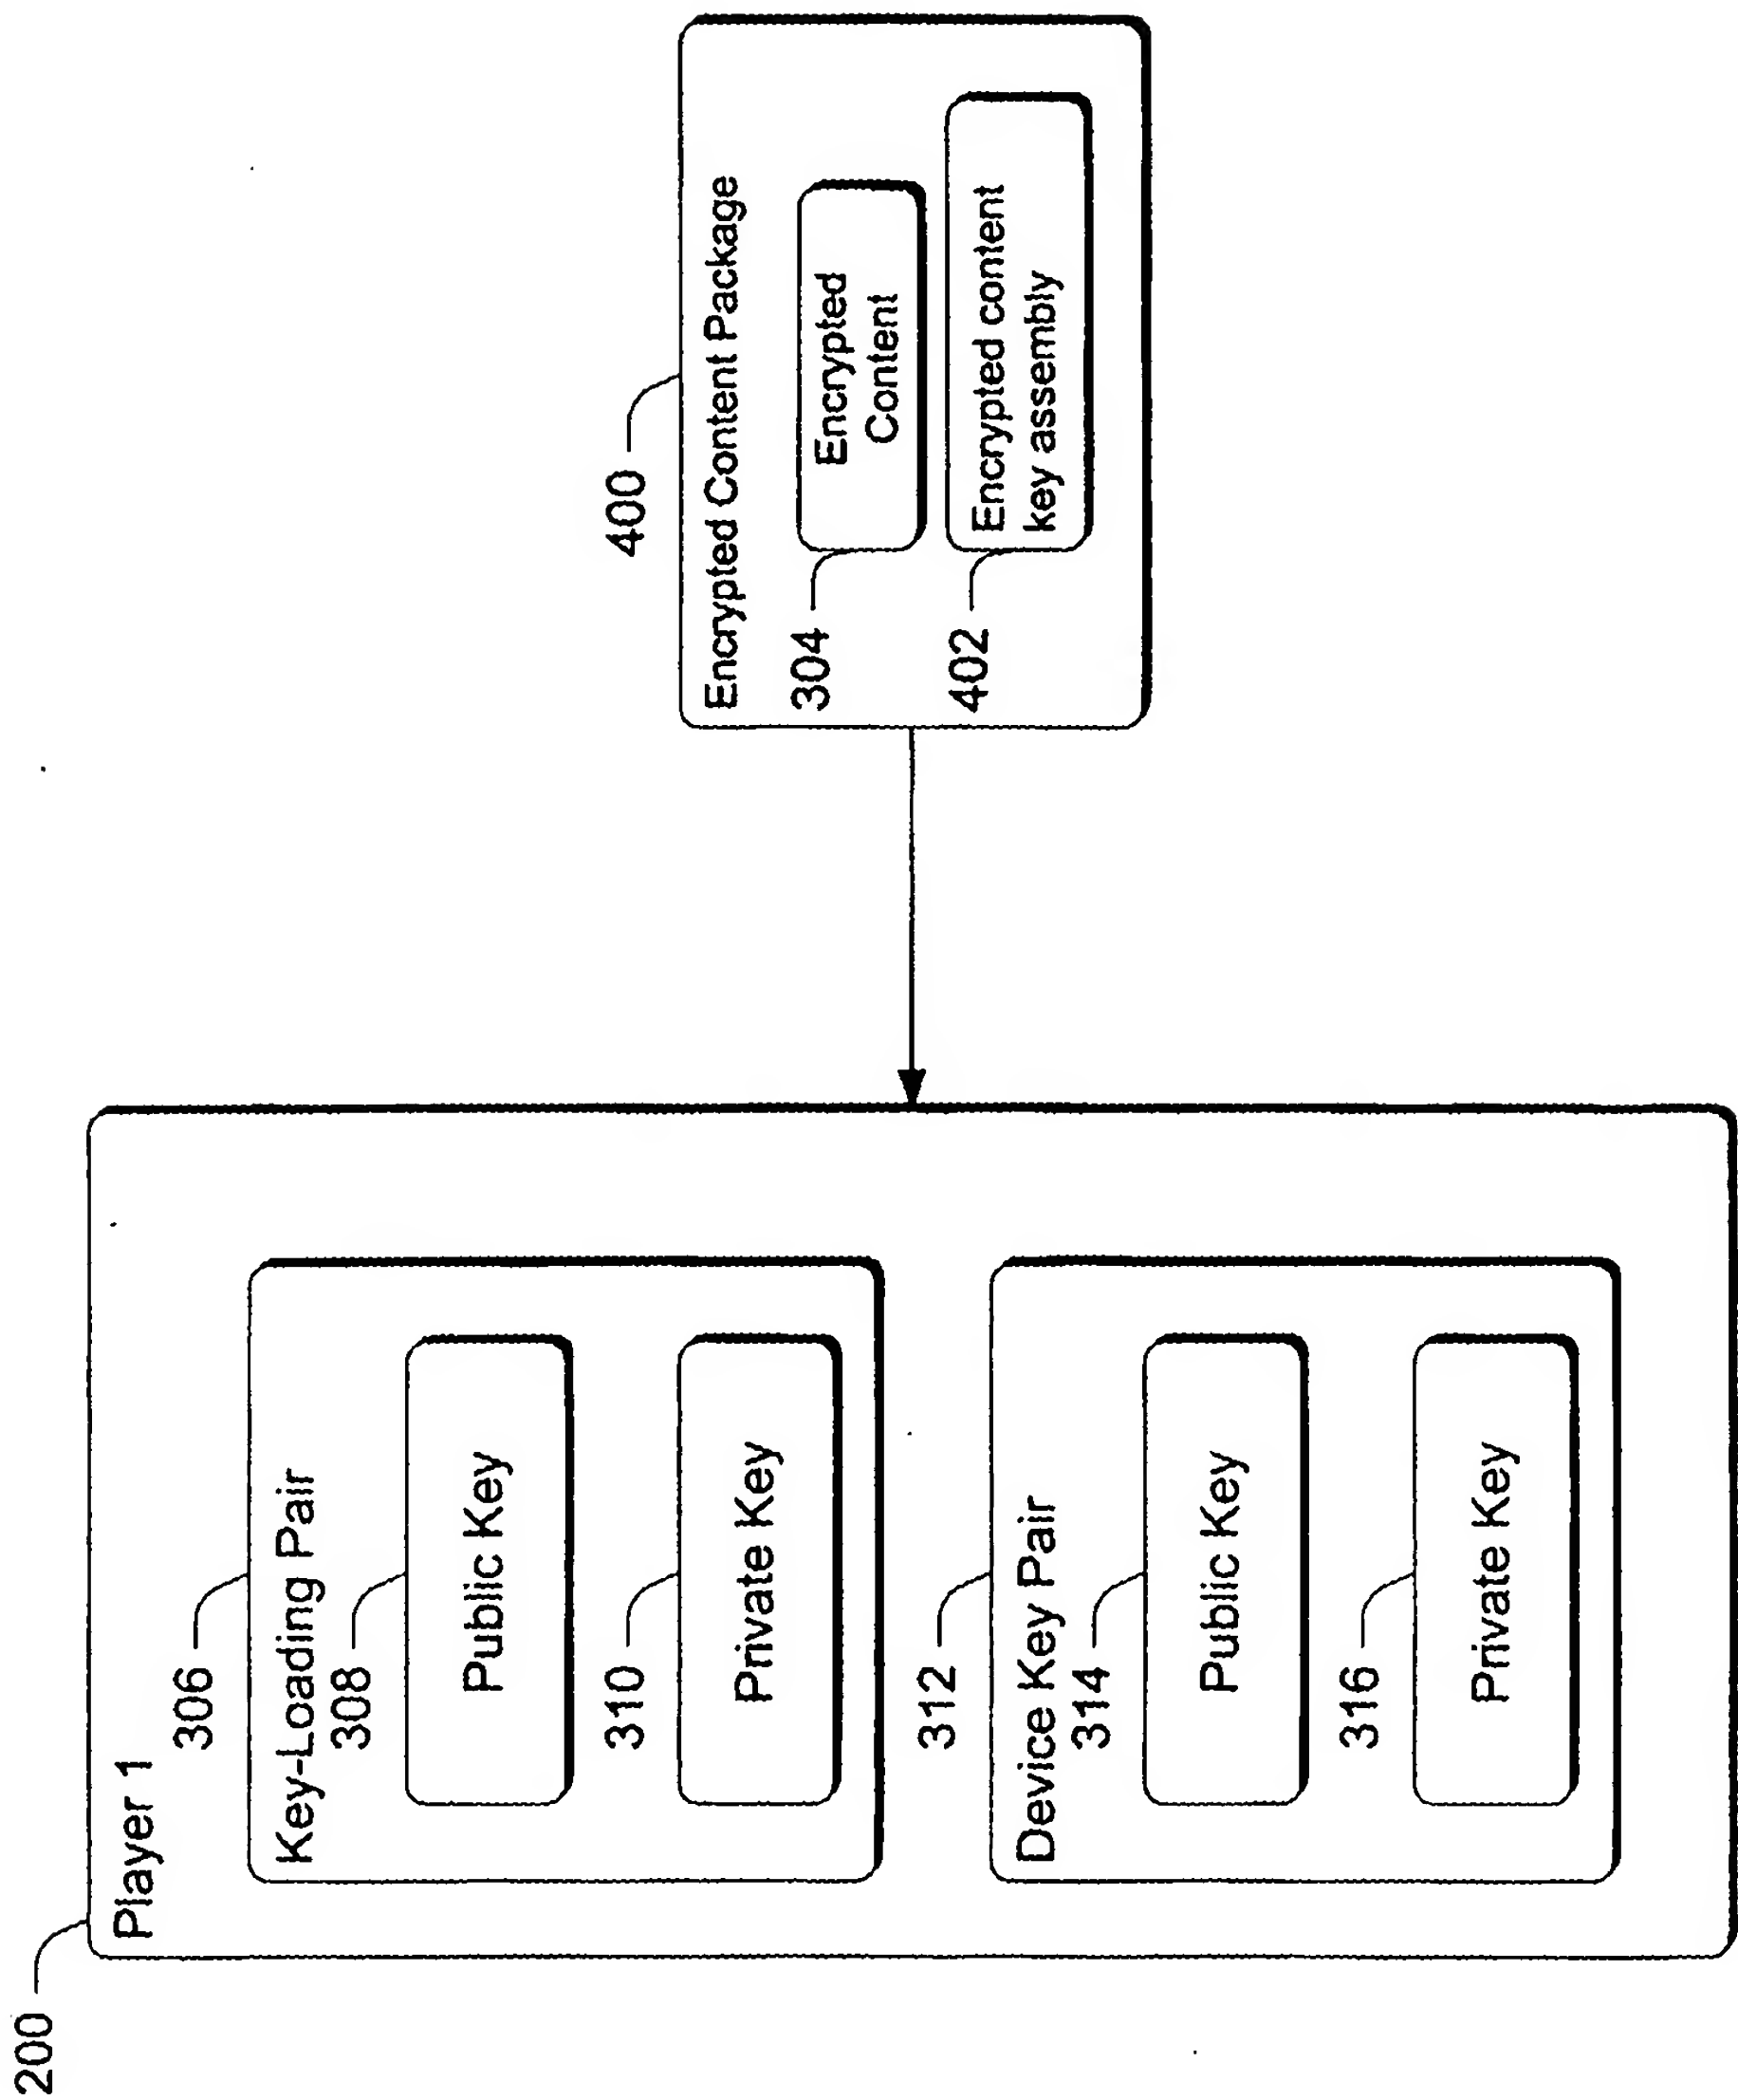 200
Player 1
306
Key-Loading Pair
308
Public Key
310
Private Key
312
Device Key Pair
314
Public Key
316
Private Key
400
Encrypted Content Package
304
Encrypted
Content
402
Encrypted content
key assembly